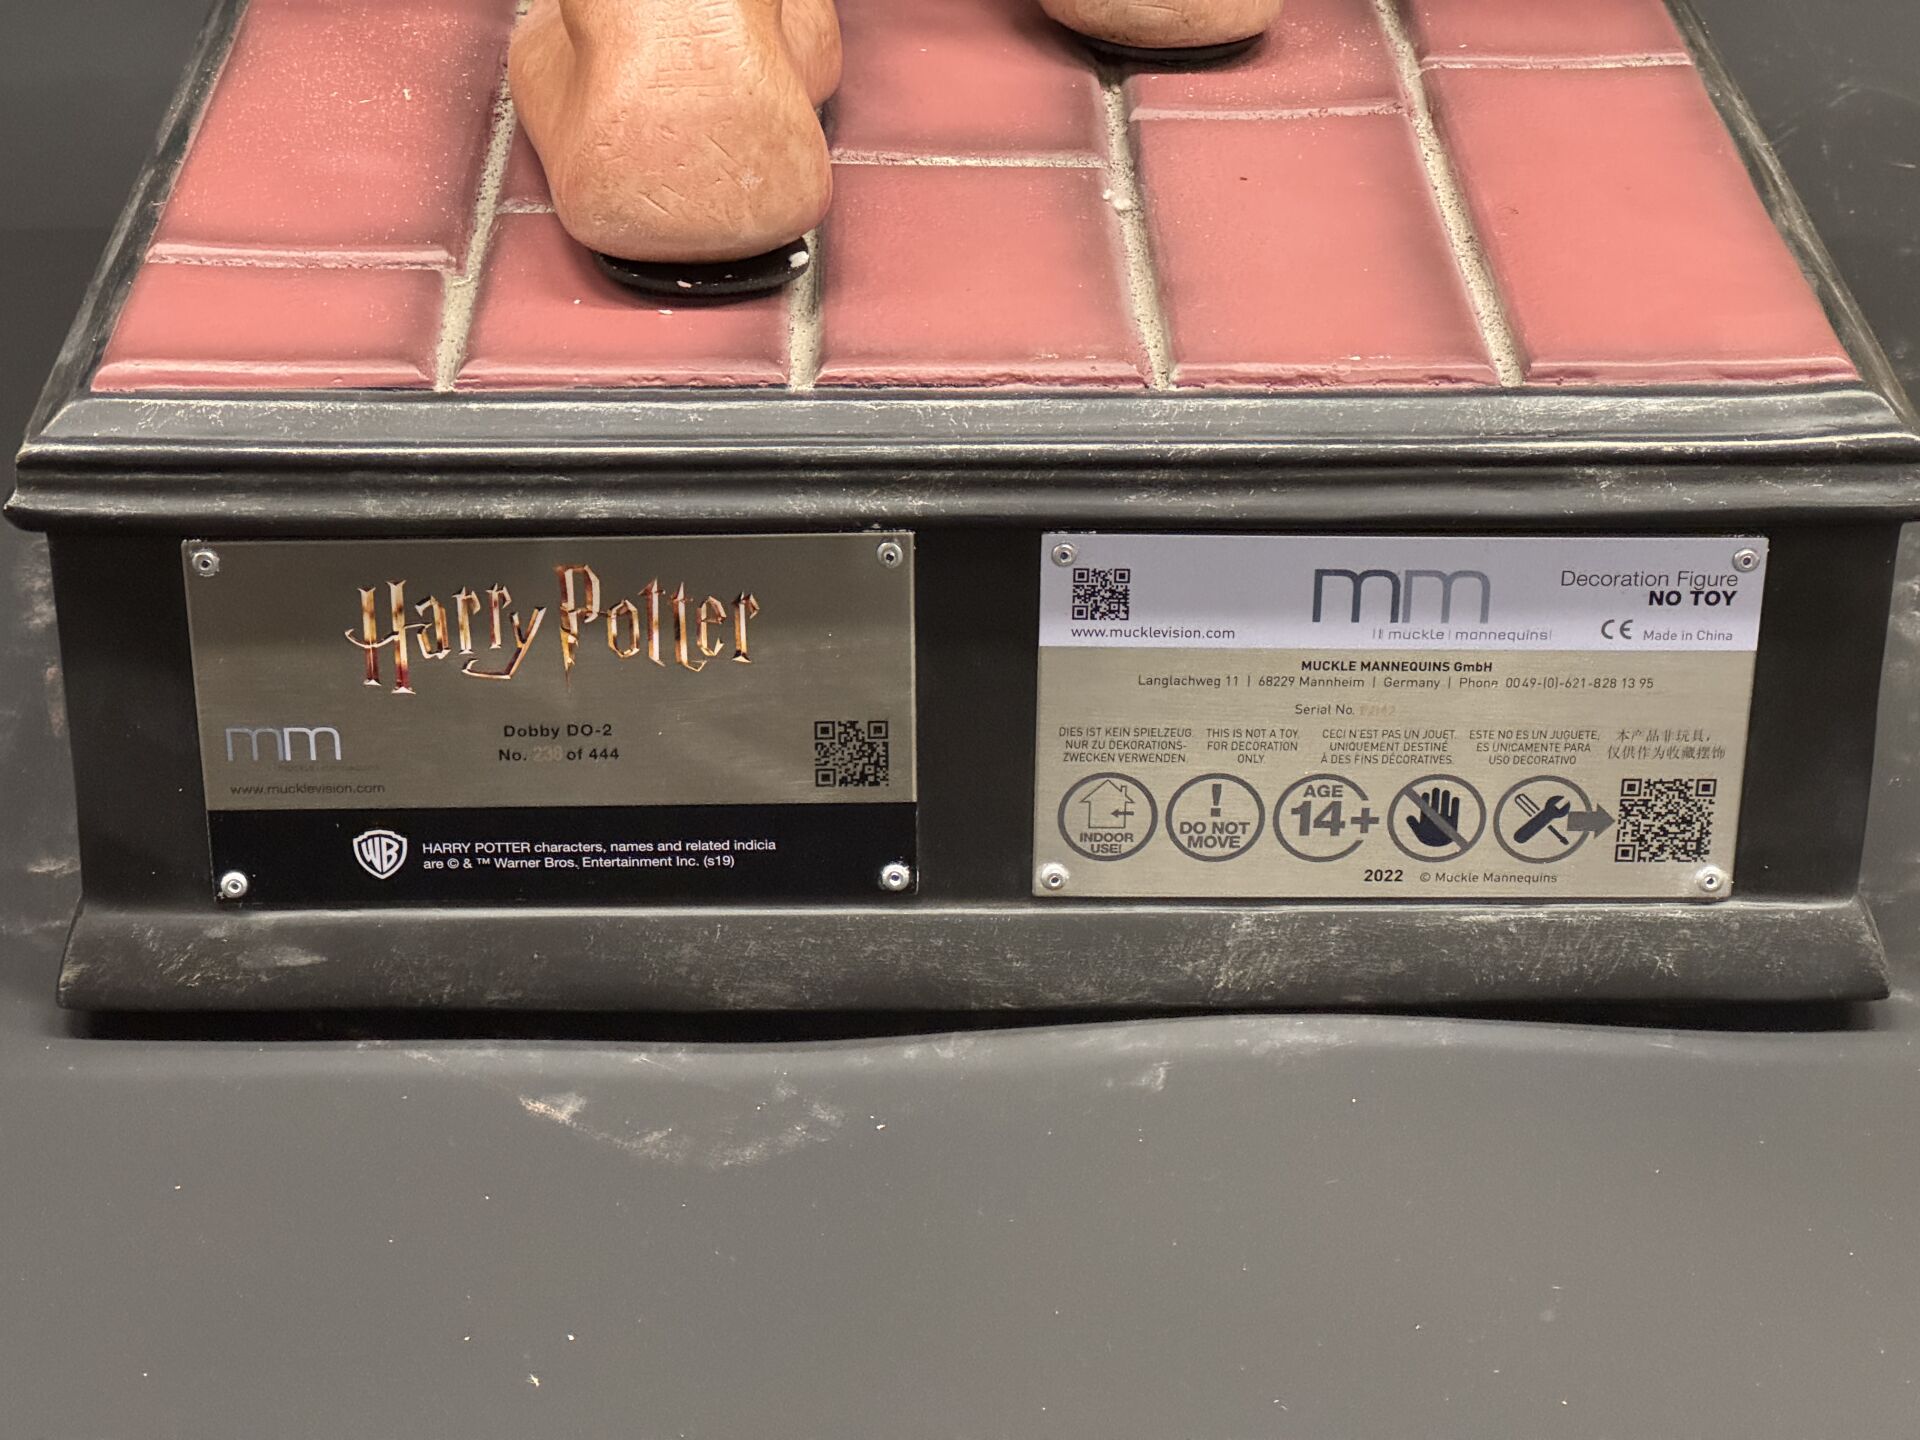 Harry Potter
mm
muckle mannequins
www.mucklevision.com
Dobby DO-2
No. 236 of 444
WB
HARRY POTTER characters, names and related indicia
are © & ™ Warner Bros. Entertainment Inc. (s19)
www.mucklevision.com
mm
muckle mannequins
Decoration Figure
NO TOY
CE Made in China
MUCKLE MANNEQUINS GmbH
Langlachweg 11 | 68229 Mannheim | Germany | Phone 0049-(0)-621-828 13 95
Serial No.
DIES IST KEIN SPIELZEUG.
NUR ZU DEKORATIONS-
ZWECKEN VERWENDEN.
THIS IS NOT A TOY.
FOR DECORATION
ONLY.
CECI N'EST PAS UN JOUET.
UNIQUEMENT DESTINÉ
À DES FINS DÉCORATIVES.
ESTE NO ES UN JUGUETE,
ES UNICAMENTE PARA
USO DECORATIVO
本产品非玩具，
仅供作为收藏摆饰
INDOOR
USE!
!
DO NOT
MOVE
AGE
14+
2022 © Muckle Mannequins